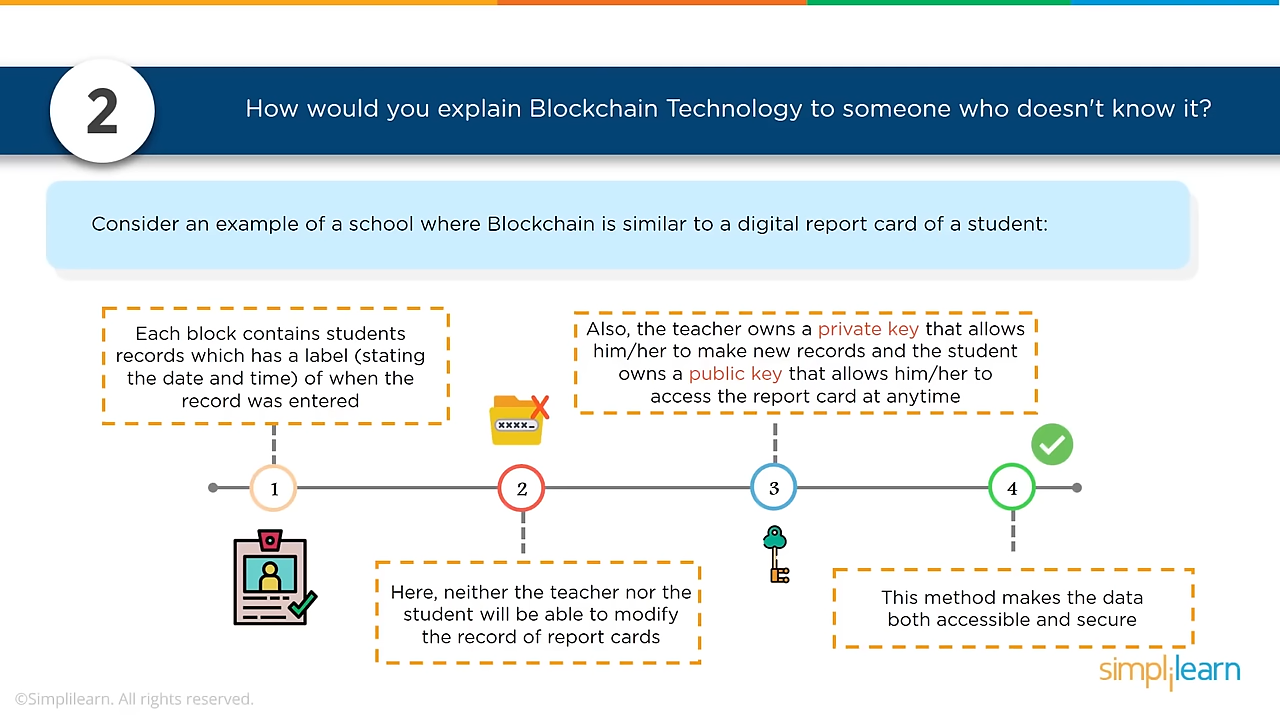 2
How would you explain Blockchain Technology to someone who doesn't know it?
Consider an example of a school where Blockchain is similar to a digital report card of a student:
Each block contains students
records which has a label (stating
the date and time) of when the
record was entered
Also, the teacher owns a private key that allows
him/her to make new records and the student
owns a public key that allows him/her to
access the report card at anytime
xxxx_
1
2
3
4
Here, neither the teacher nor the
student will be able to modify
the record of report cards
This method makes the data
both accessible and secure
simplilearn
©Simplilearn. All rights reserved.